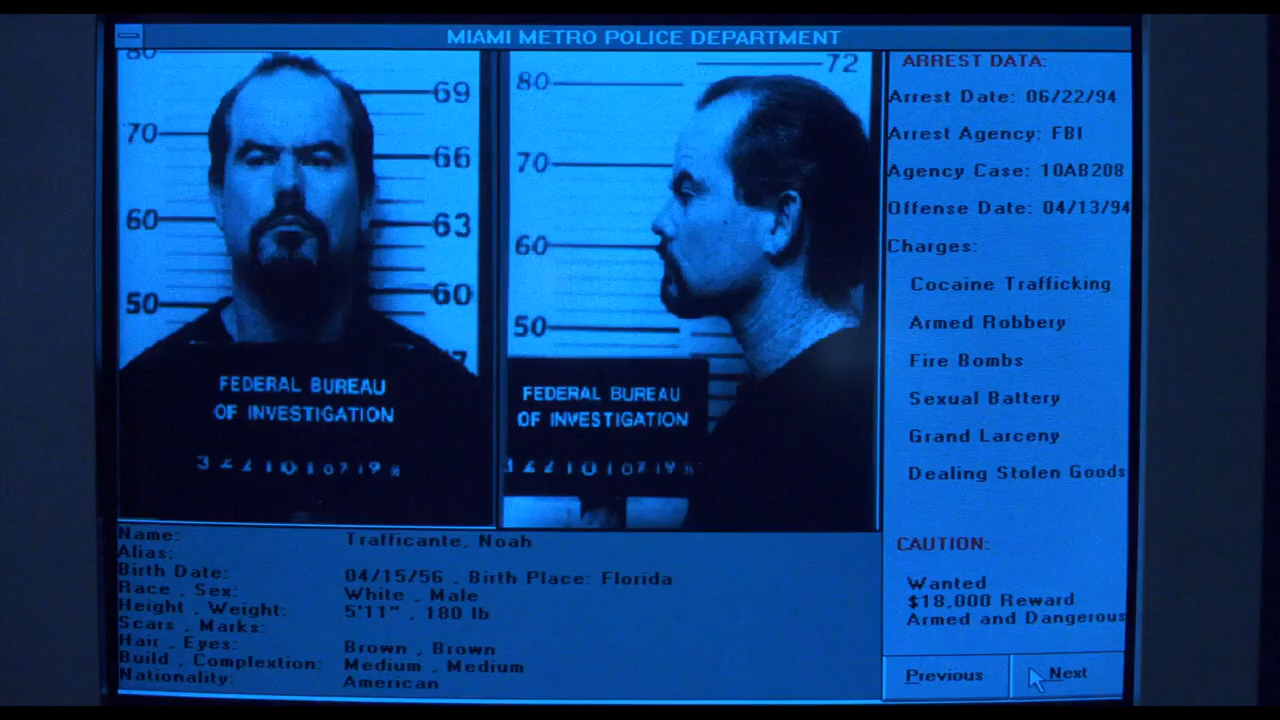 MIAMI METRO POLICE DEPARTMENT
80
70
60
50
69
66
63
60
FEDERAL BUREAU
OF INVESTIGATION
72
80
70
60
50
FEDERAL BUREAU
OF INVESTIGATION
ARREST DATA:
Arrest Date: 06/22/94
Arrest Agency: FBI
Agency Case: 10AB208
Offense Date: 04/13/94
Charges:
Cocaine Trafficking
Armed Robbery
Fire Bombs
Sexual Battery
Grand Larceny
Dealing Stolen Goods
CAUTION:
Wanted
$18,000 Reward
Armed and Dangerous
Previous
Next
Name: Trafficante, Noah
Alias:
Birth Date: 04/15/56 , Birth Place: Florida
Race , Sex: White , Male
Height , Weight: 5'11" , 180 lb
Scars , Marks:
Hair , Eyes: Brown , Brown
Build , Complextion: Medium , Medium
Nationality: American